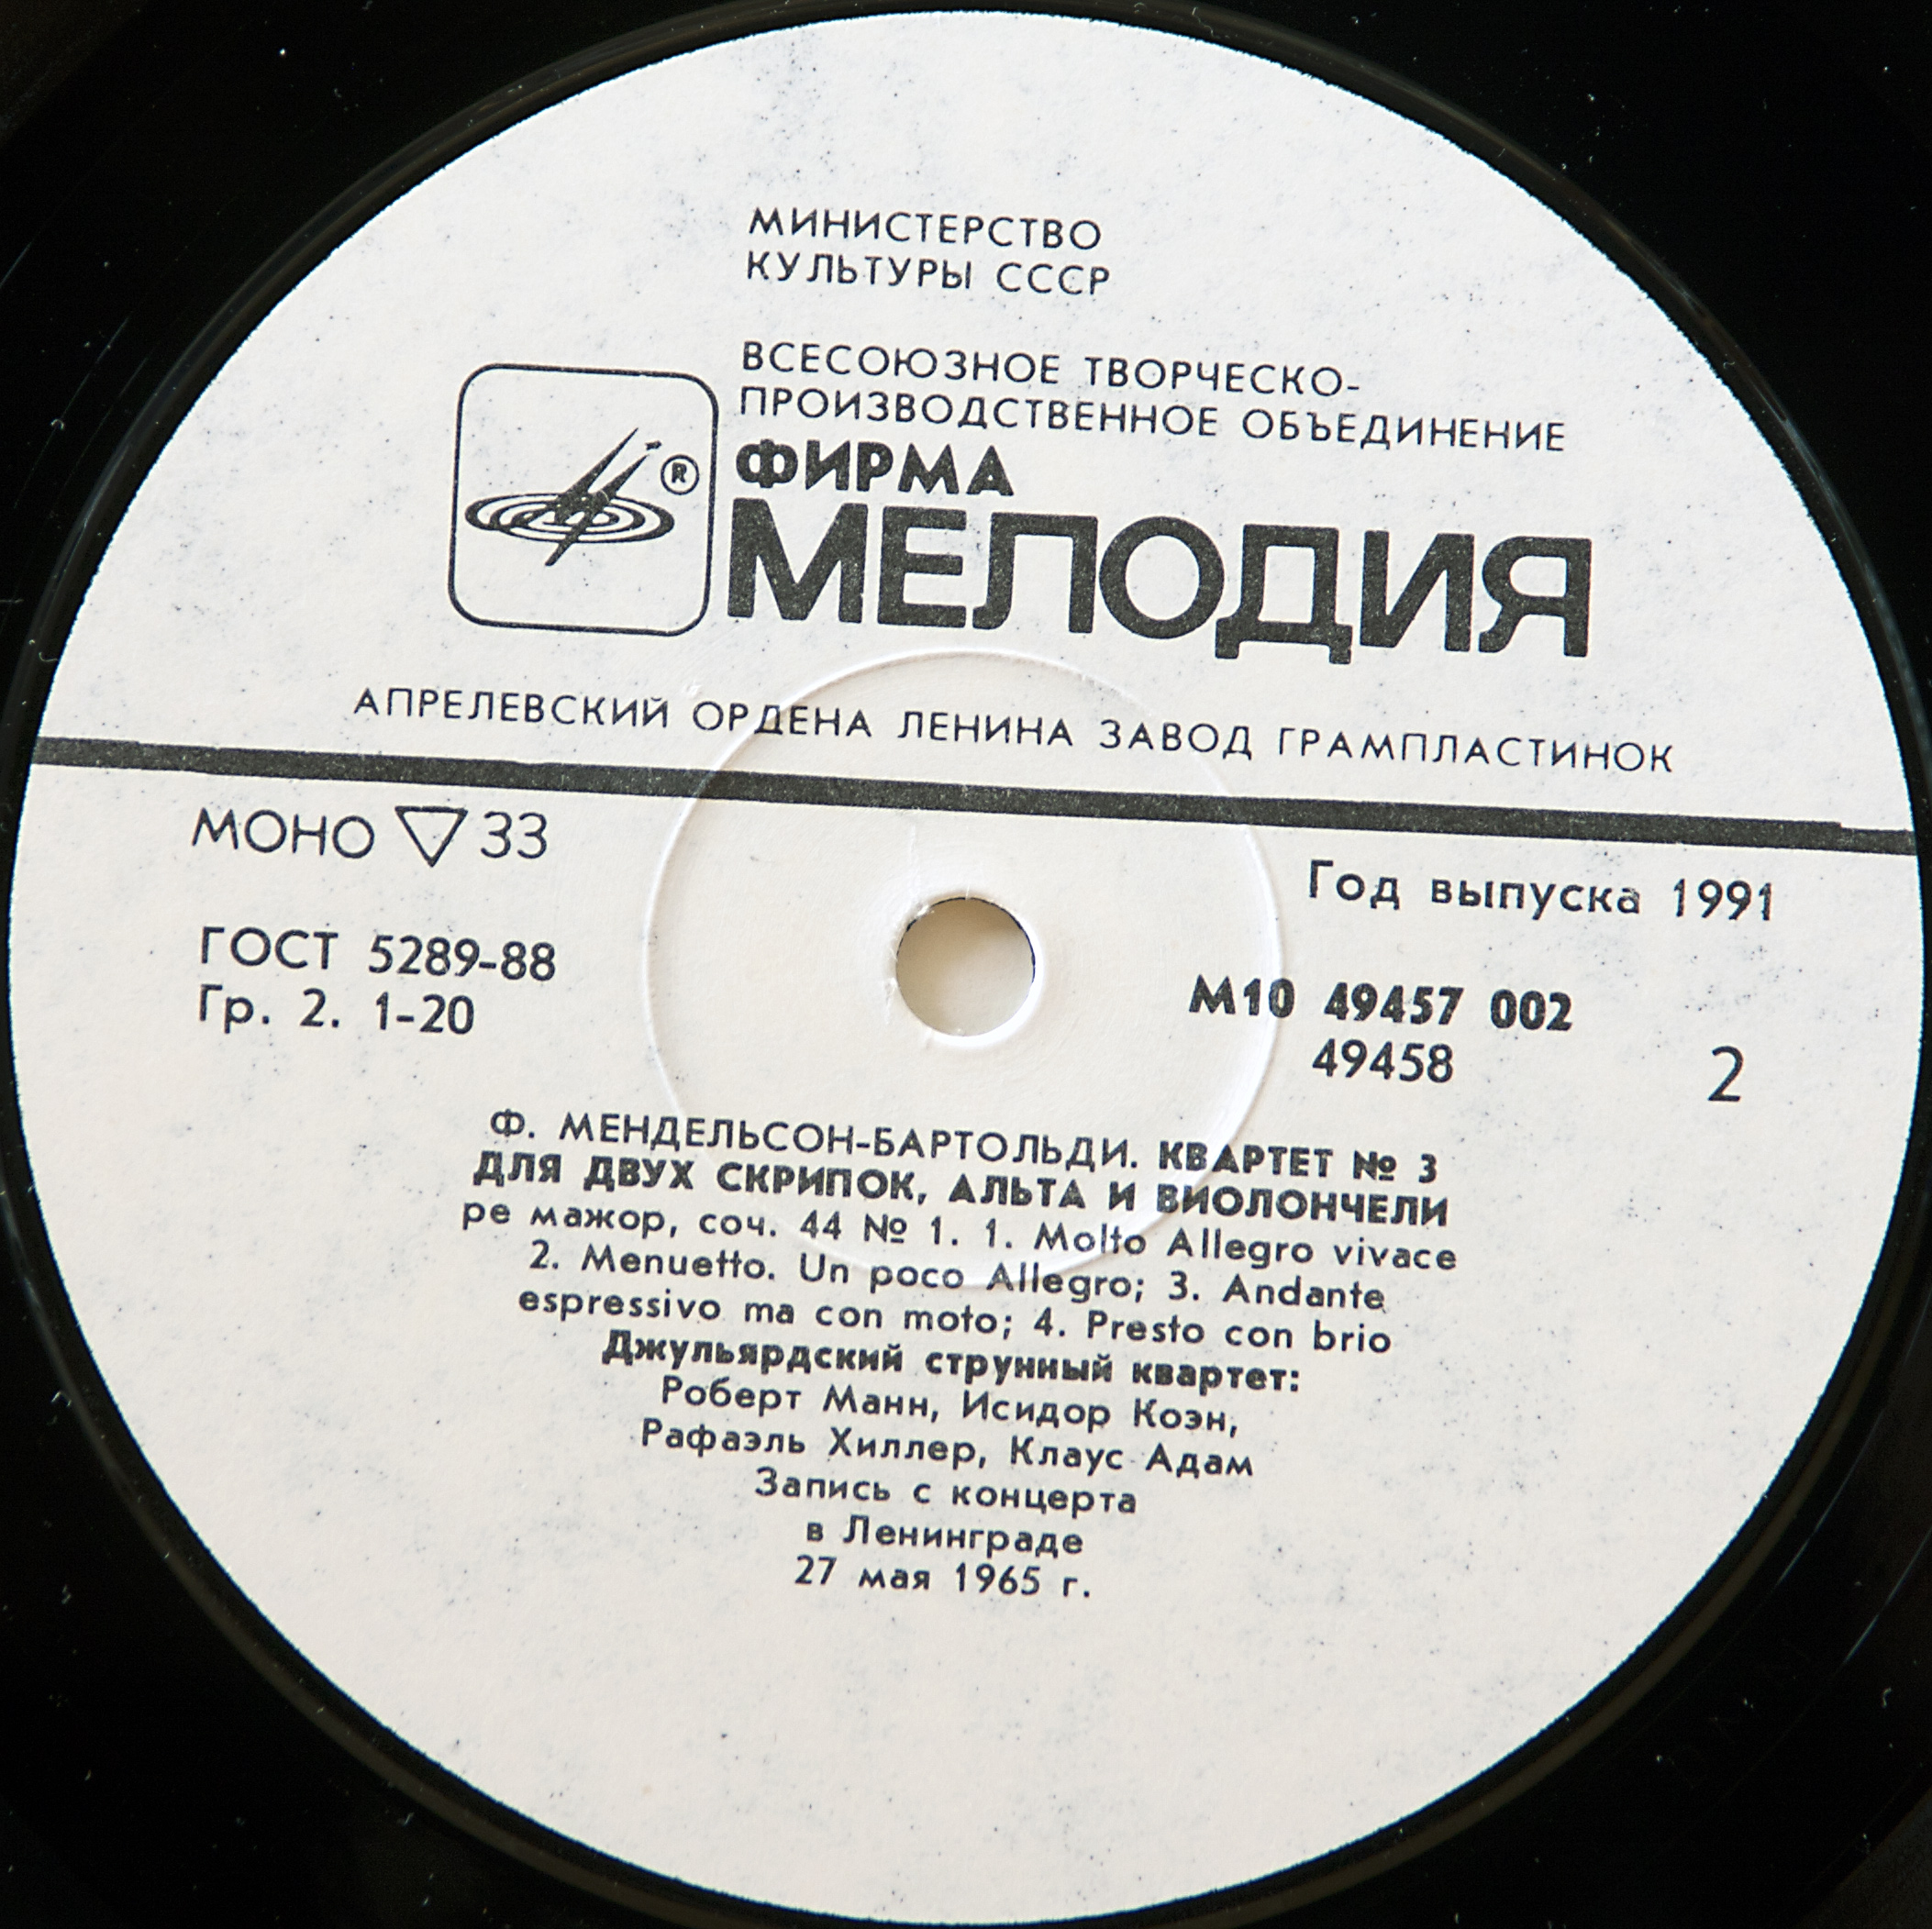 МИНИСТЕРСТВО
КУЛЬТУРЫ СССР
ВСЕСОЮЗНОЕ ТВОРЧЕСКО-
ПРОИЗВОДСТВЕННОЕ ОБЪЕДИНЕНИЕ
®
ФИРМА
МЕЛОДИЯ
АПРЕЛЕВСКИЙ ОРДЕНА ЛЕНИНА ЗАВОД ГРАМПЛАСТИНОК
МОНО ▽ 33
Год выпуска 1991
ГОСТ 5289-88
Гр. 2. 1-20
М10 49457 002
49458
2
Ф. МЕНДЕЛЬСОН-БАРТОЛЬДИ. КВАРТЕТ № 3
ДЛЯ ДВУХ СКРИПОК, АЛЬТА И ВИОЛОНЧЕЛИ
ре мажор, соч. 44 № 1. 1. Molto Allegro vivace
2. Menuetto. Un poco Allegro; 3. Andante
espressivo ma con moto; 4. Presto con brio
Джульярдский струнный квартет:
Роберт Манн, Исидор Коэн,
Рафаэль Хиллер, Клаус Адам
Запись с концерта
в Ленинграде
27 мая 1965 г.